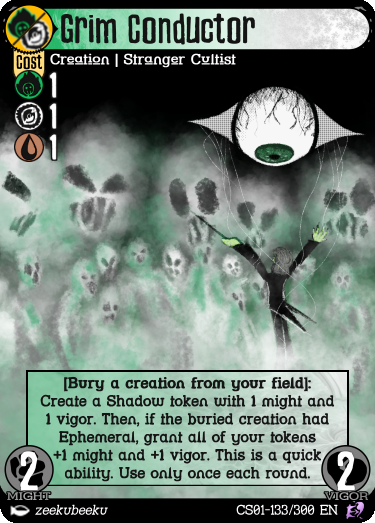 Grim Conductor
COST
Creation | Stranger Cultist
1
1
1
[Bury a creation from your field]:
Create a Shadow token with 1 might and
1 vigor. Then, if the buried creation had
Ephemeral, grant all of your tokens
+1 might and +1 vigor. This is a quick
ability. Use only once each round.
2
MIGHT
2
VIGOR
zeekubeeku
CS01-133/300 EN